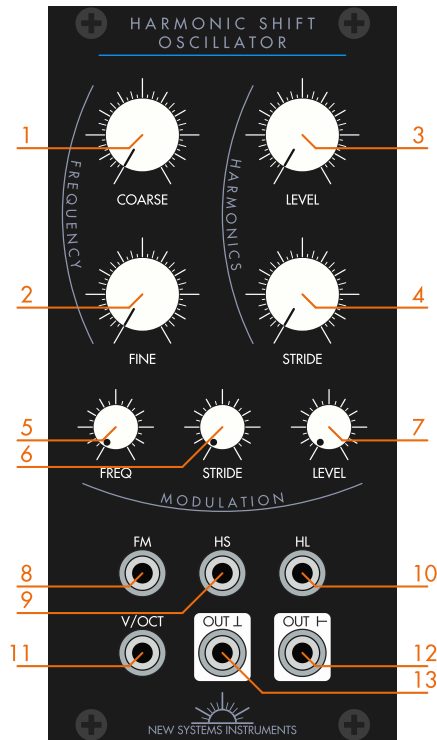 HARMONIC SHIFT
OSCILLATOR
1
3
FREQUENCY
HARMONICS
COARSE
LEVEL
2
4
FINE
STRIDE
5
7
6
FREQ
STRIDE
LEVEL
MODULATION
FM
HS
HL
8
10
9
V/OCT
OUT ⊥
OUT ⊢
11
12
13
NEW SYSTEMS INSTRUMENTS